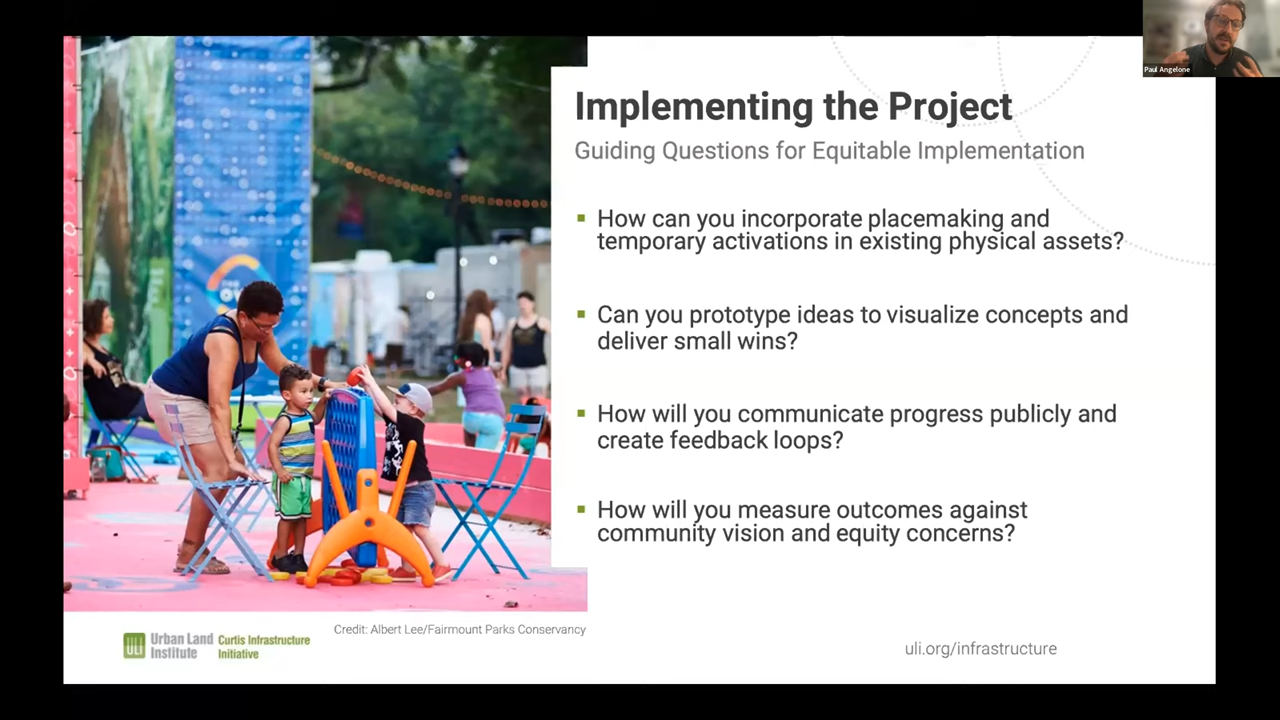 Paul Angelone
Implementing the Project
Guiding Questions for Equitable Implementation
▪ How can you incorporate placemaking and
temporary activations in existing physical assets?
▪ Can you prototype ideas to visualize concepts and
deliver small wins?
▪ How will you communicate progress publicly and
create feedback loops?
▪ How will you measure outcomes against
community vision and equity concerns?
Credit: Albert Lee/Fairmount Parks Conservancy
ULI Urban Land Institute
Curtis Infrastructure Initiative
uli.org/infrastructure